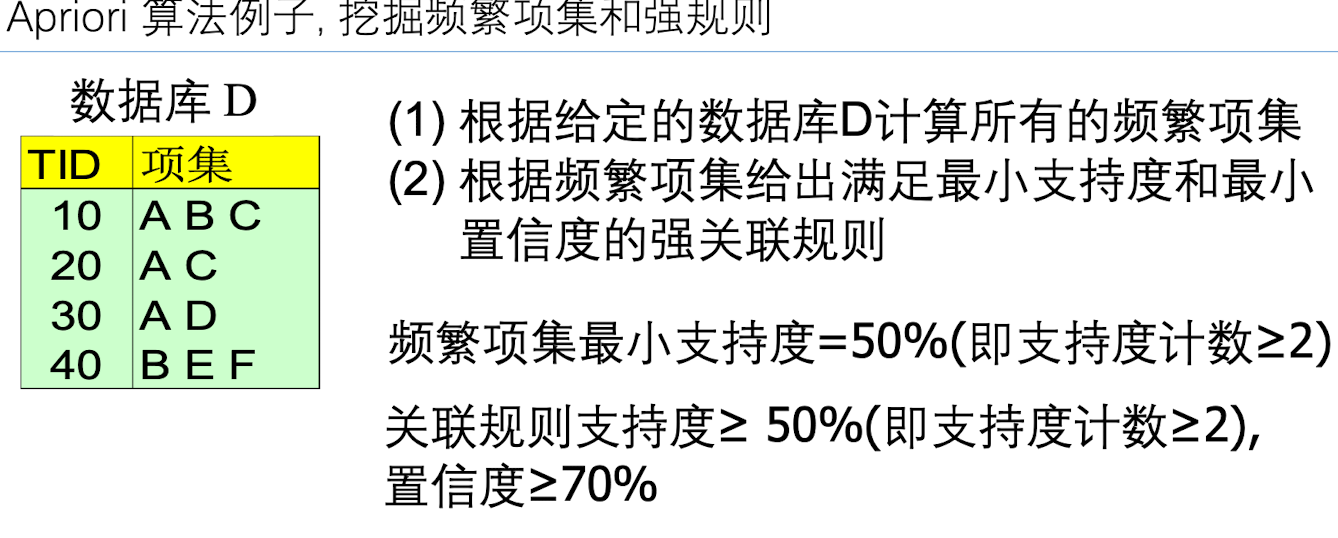 Apriori 算法例子, 挖掘频繁项集和强规则
数据库 D
TID 项集
10 A B C
20 A C
30 A D
40 B E F
(1) 根据给定的数据库D计算所有的频繁项集
(2) 根据频繁项集给出满足最小支持度和最小
置信度的强关联规则
频繁项集最小支持度=50%(即支持度计数≥2)
关联规则支持度≥ 50%(即支持度计数≥2),
置信度≥70%